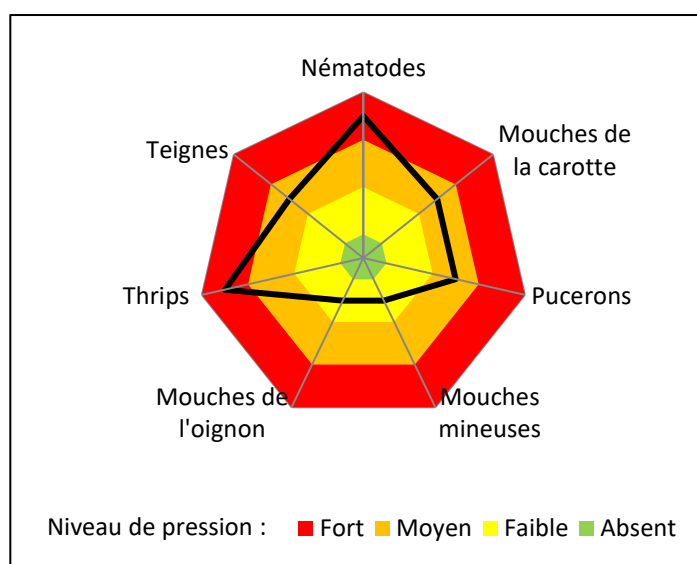 Nématodes
Mouches de
la carotte
Teignes
Thrips
Pucerons
Mouches de
l'oignon
Mouches
mineuses
Niveau de pression : Fort Moyen Faible Absent